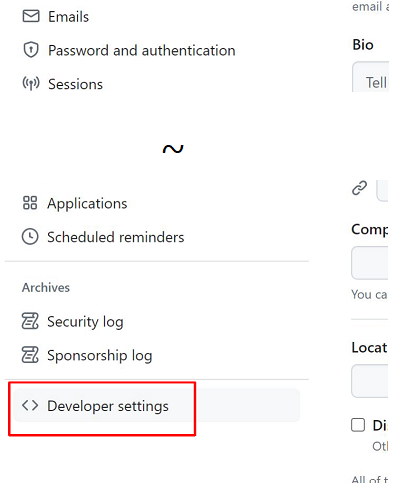 Emails
Password and authentication
Sessions
email
Bio
Tell
~
Applications
Scheduled reminders
Archives
Security log
Sponsorship log
Developer settings
Comp
You ca
Locat
Di
Ot
All of t